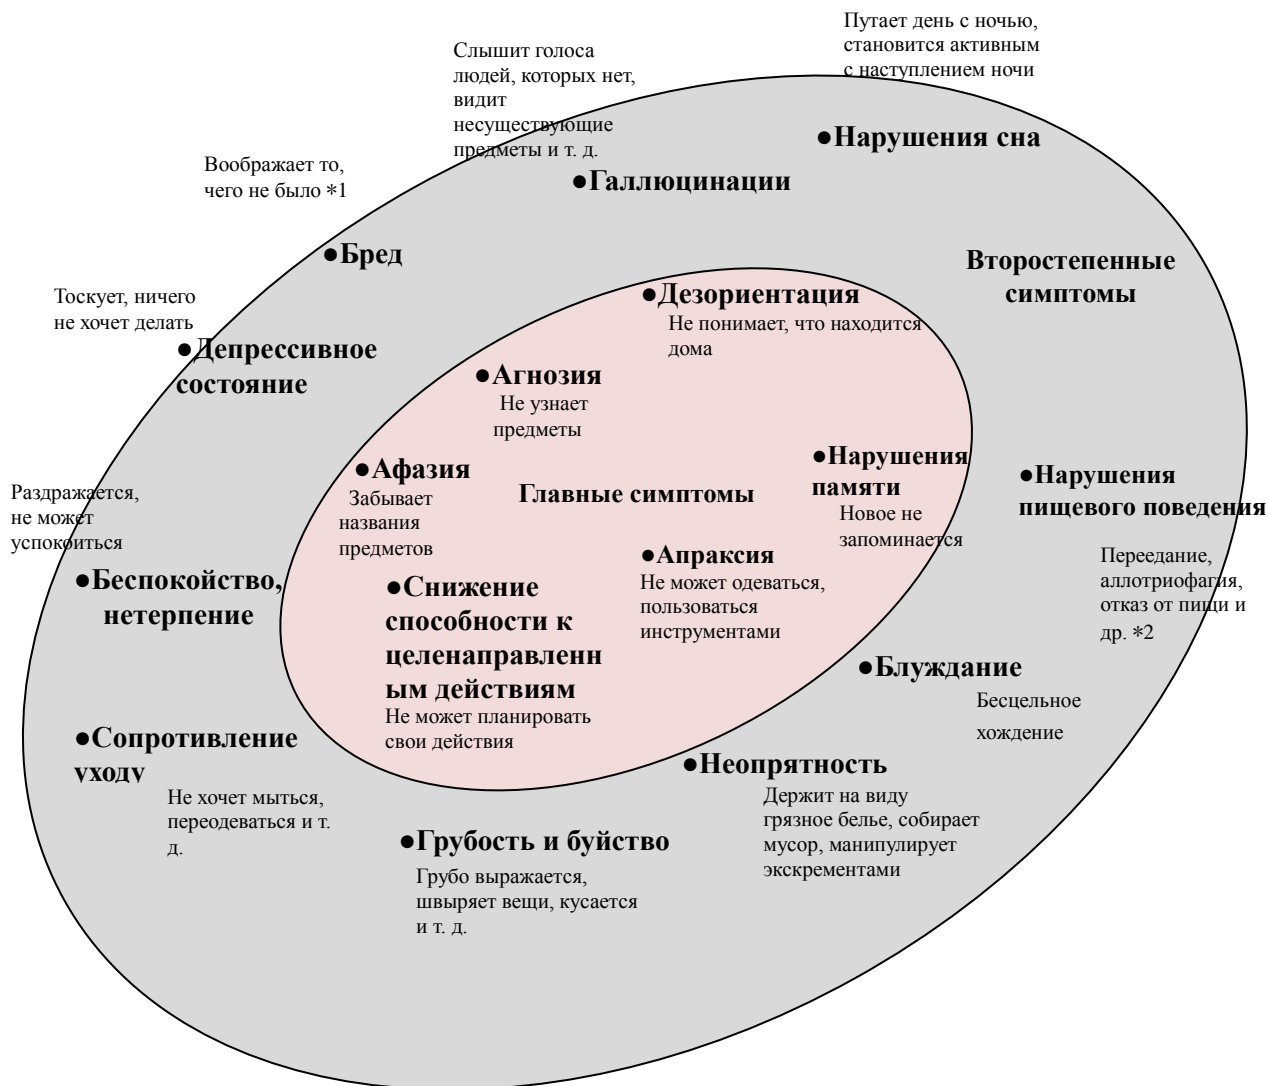 Путает день с ночью,
становится активным
с наступлением ночи
Слышит голоса
людей, которых нет,
видит
несуществующие
предметы и т. д.
●Нарушения сна
●Галлюцинации
Воображает то,
чего не было *1
●Бред
Второстепенные
симптомы
Тоскует, ничего
не хочет делать
●Депрессивное
состояние
●Дезориентация
Не понимает, что находится
дома
●Агнозия
Не узнает
предметы
●Афазия
Забывает
названия
предметов
Главные симптомы
●Нарушения
памяти
Новое не
запоминается
●Нарушения
пищевого поведения
Переедание,
аллотриофагия,
отказ от пищи и
др. *2
Раздражается,
не может
успокоиться
●Беспокойство,
нетерпение
●Снижение
способности к
целенаправленн
ым действиям
Не может планировать
свои действия
●Апраксия
Не может одеваться,
пользоваться
инструментами
●Блуждание
Бесцельное
хождение
●Сопротивление
уходу
Не хочет мыться,
переодеваться и т.
д.
●Неопрятность
Держит на виду
грязное белье, собирает
мусор, манипулирует
экскрементами
●Грубость и буйство
Грубо выражается,
швыряет вещи, кусается
и т. д.